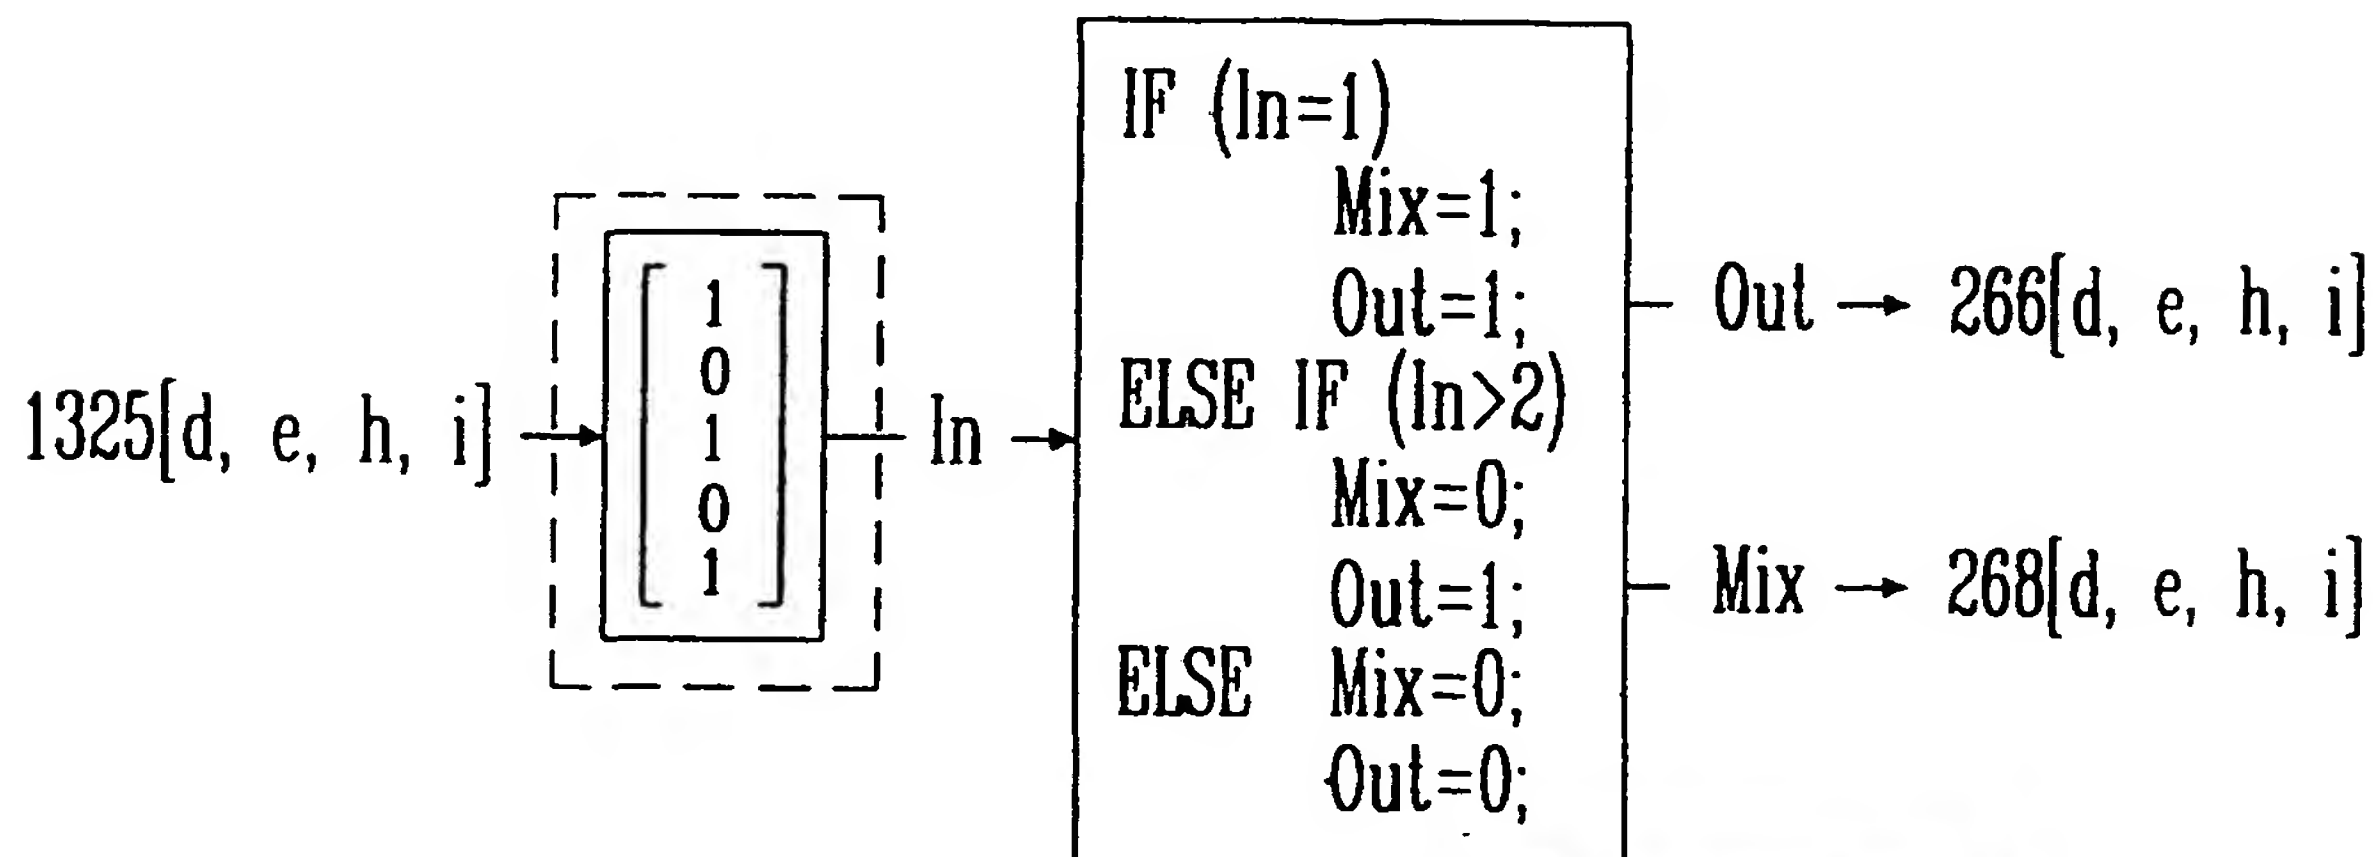 IF (In=1)
Mix=1;
Out=1;
ELSE IF (In>2)
Mix=0;
Out=1;
ELSE Mix=0;
Out=0;
1325[d, e, h, i]
1
0
1
0
1
In
Out → 266[d, e, h, i]
Mix → 268[d, e, h, i]